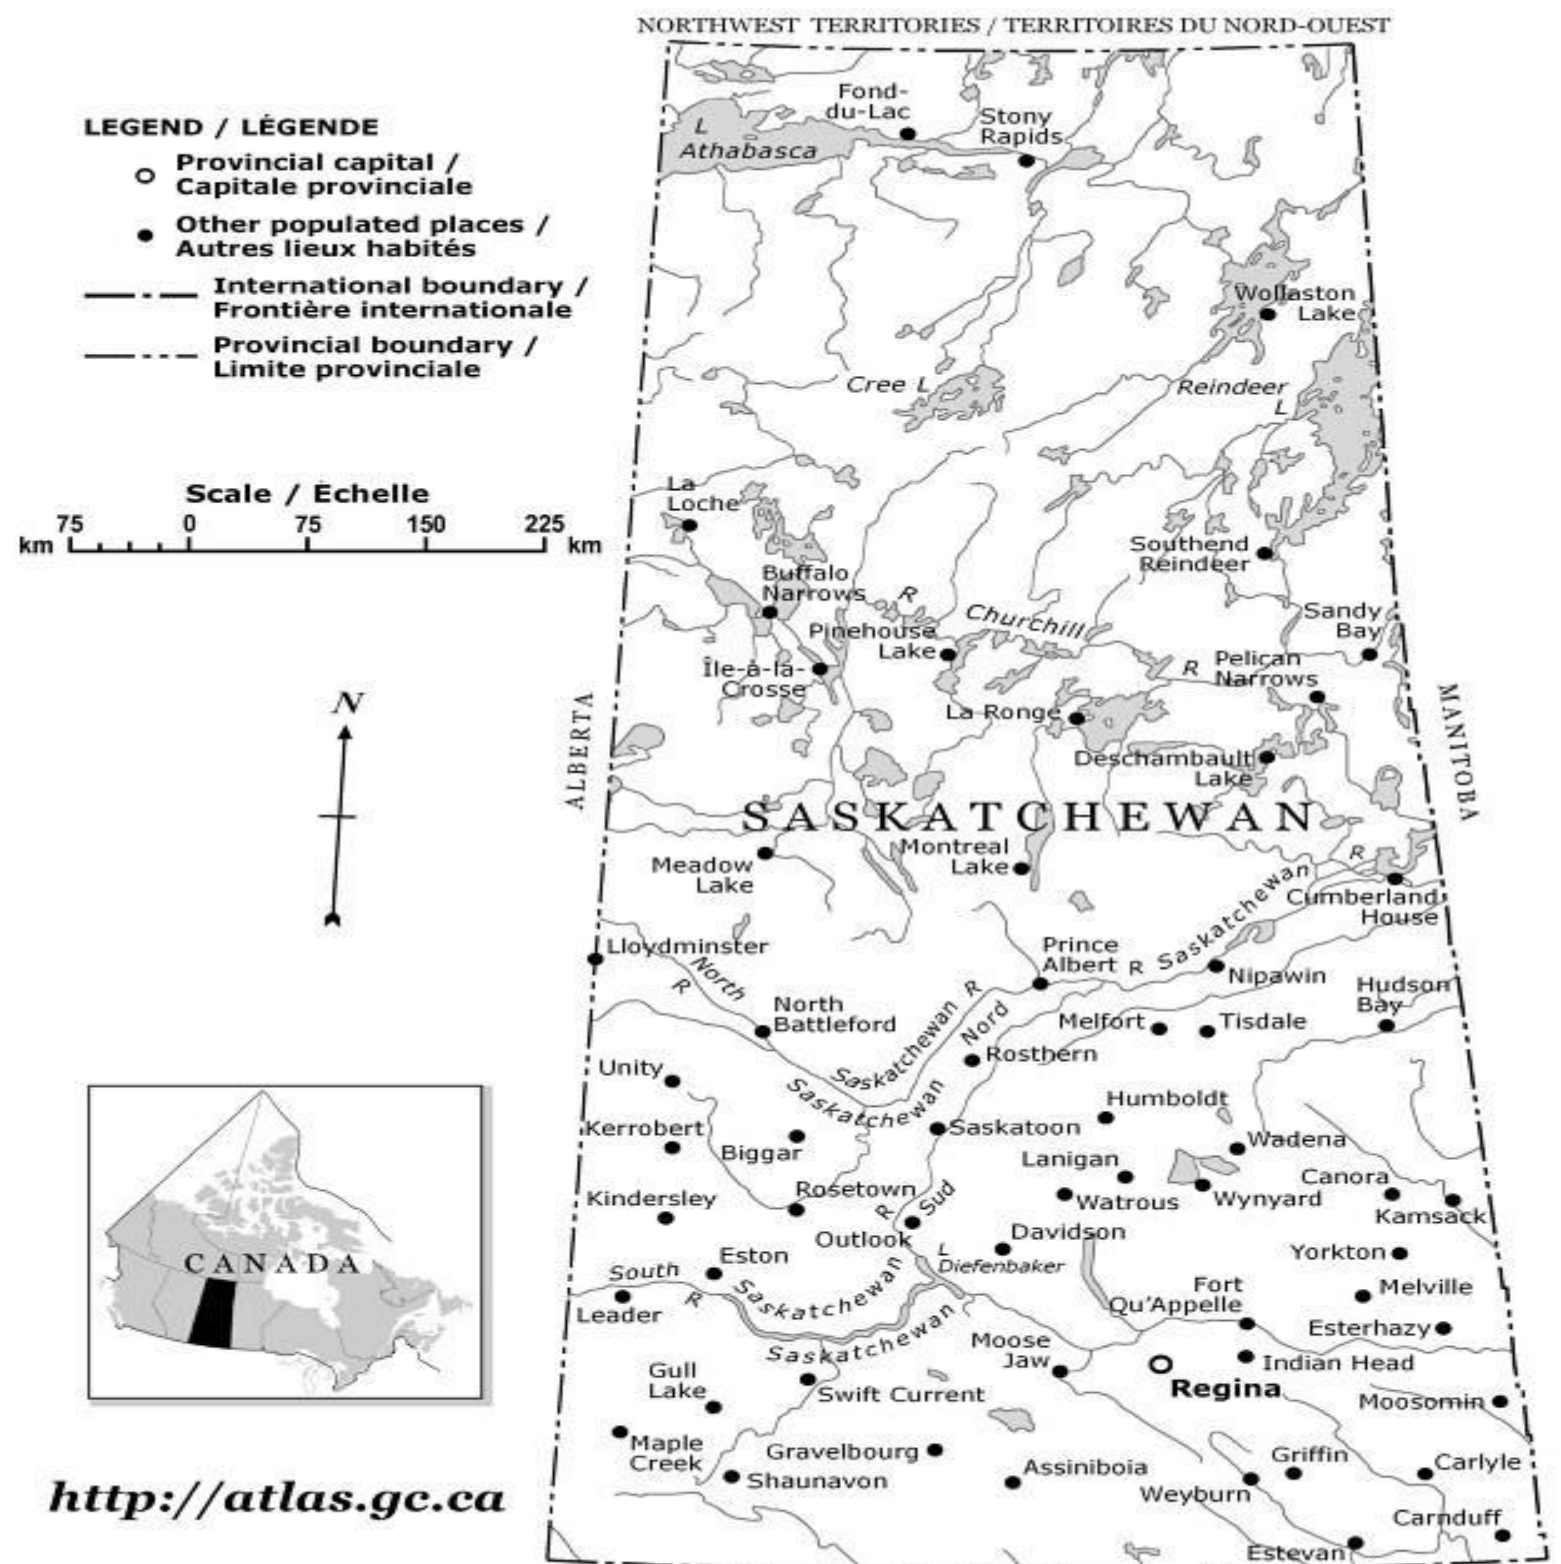 NORTHWEST TERRITORIES / TERRITOIRES DU NORD-OUEST
LEGEND / LÉGENDE
Provincial capital /
Capitale provinciale
Other populated places /
Autres lieux habités
International boundary /
Frontière internationale
Provincial boundary /
Limite provinciale
Scale / Échelle
75 0 75 150 225
km km
N
CANADA
http://atlas.gc.ca
ALBERTA
MANITOBA
SASKATCHEWAN
Fond-
du-Lac
Stony
Rapids
L
Athabasca
Wollaston
Lake
Cree L
Reindeer
L
La
Loche
Southend
Reindeer
Buffalo
Narrows
R
Churchill
R
Sandy
Bay
Pinehouse
Lake
Île-à-la-
Crosse
Pelican
Narrows
La Ronge
Deschambault
Lake
Montreal
Lake
Meadow
Lake
R
Saskatchewan
R
Cumberland
House
Lloydminster
North
R
Prince
Albert
Nipawin
Hudson
Bay
North
Battleford
Saskatchewan
R
Nord
Melfort
Tisdale
Rosthern
Unity
Saskatchewan
Humboldt
Kerrobert
Biggar
Saskatoon
Wadena
Lanigan
Canora
Kindersley
Rosetown
Sud
R
Watrous
Wynyard
Kamsack
Outlook
Davidson
Yorkton
Eston
L
Diefenbaker
South
R
Saskatchewan
Fort
Qu'Appelle
Melville
Leader
Saskatchewan
Esterhazy
Moose
Jaw
Indian Head
Gull
Lake
Swift Current
Regina
Moosomin
Maple
Creek
Gravelbourg
Griffin
Carlyle
Shaunavon
Assiniboia
Weyburn
Carnduff
Estevan